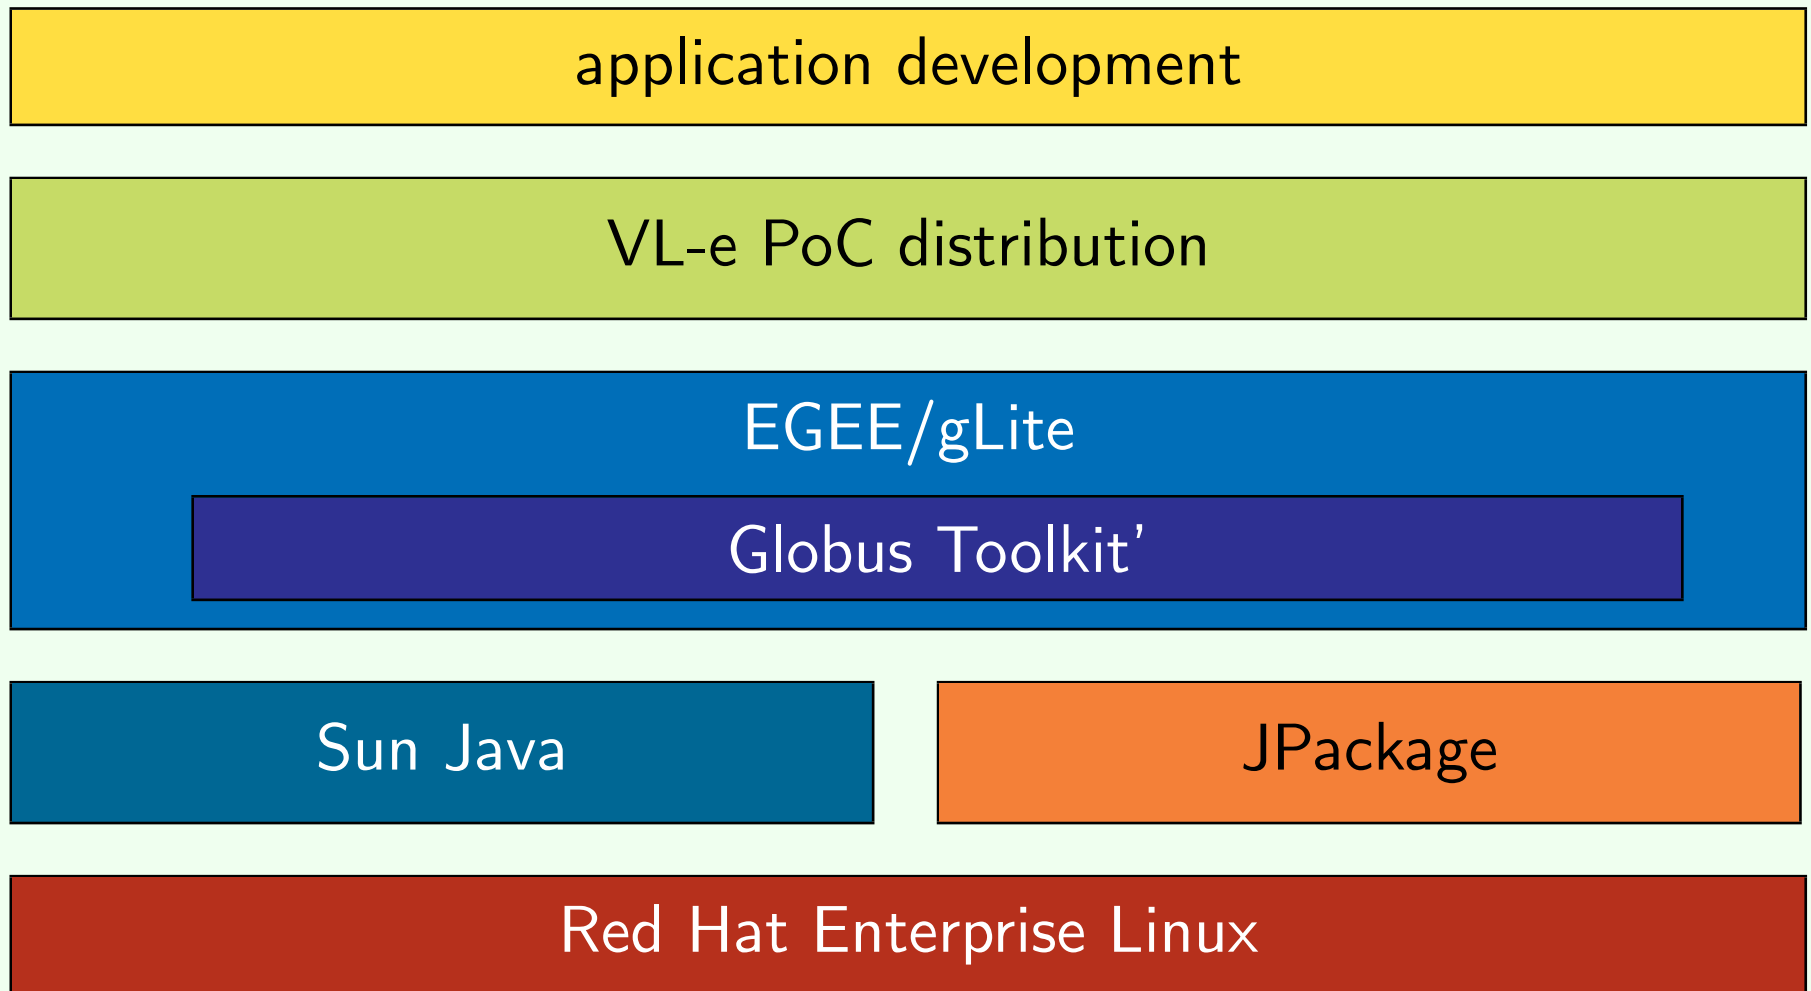 application development
VL-e PoC distribution
EGEE/gLite
Globus Toolkit'
Sun Java
JPackage
Red Hat Enterprise Linux